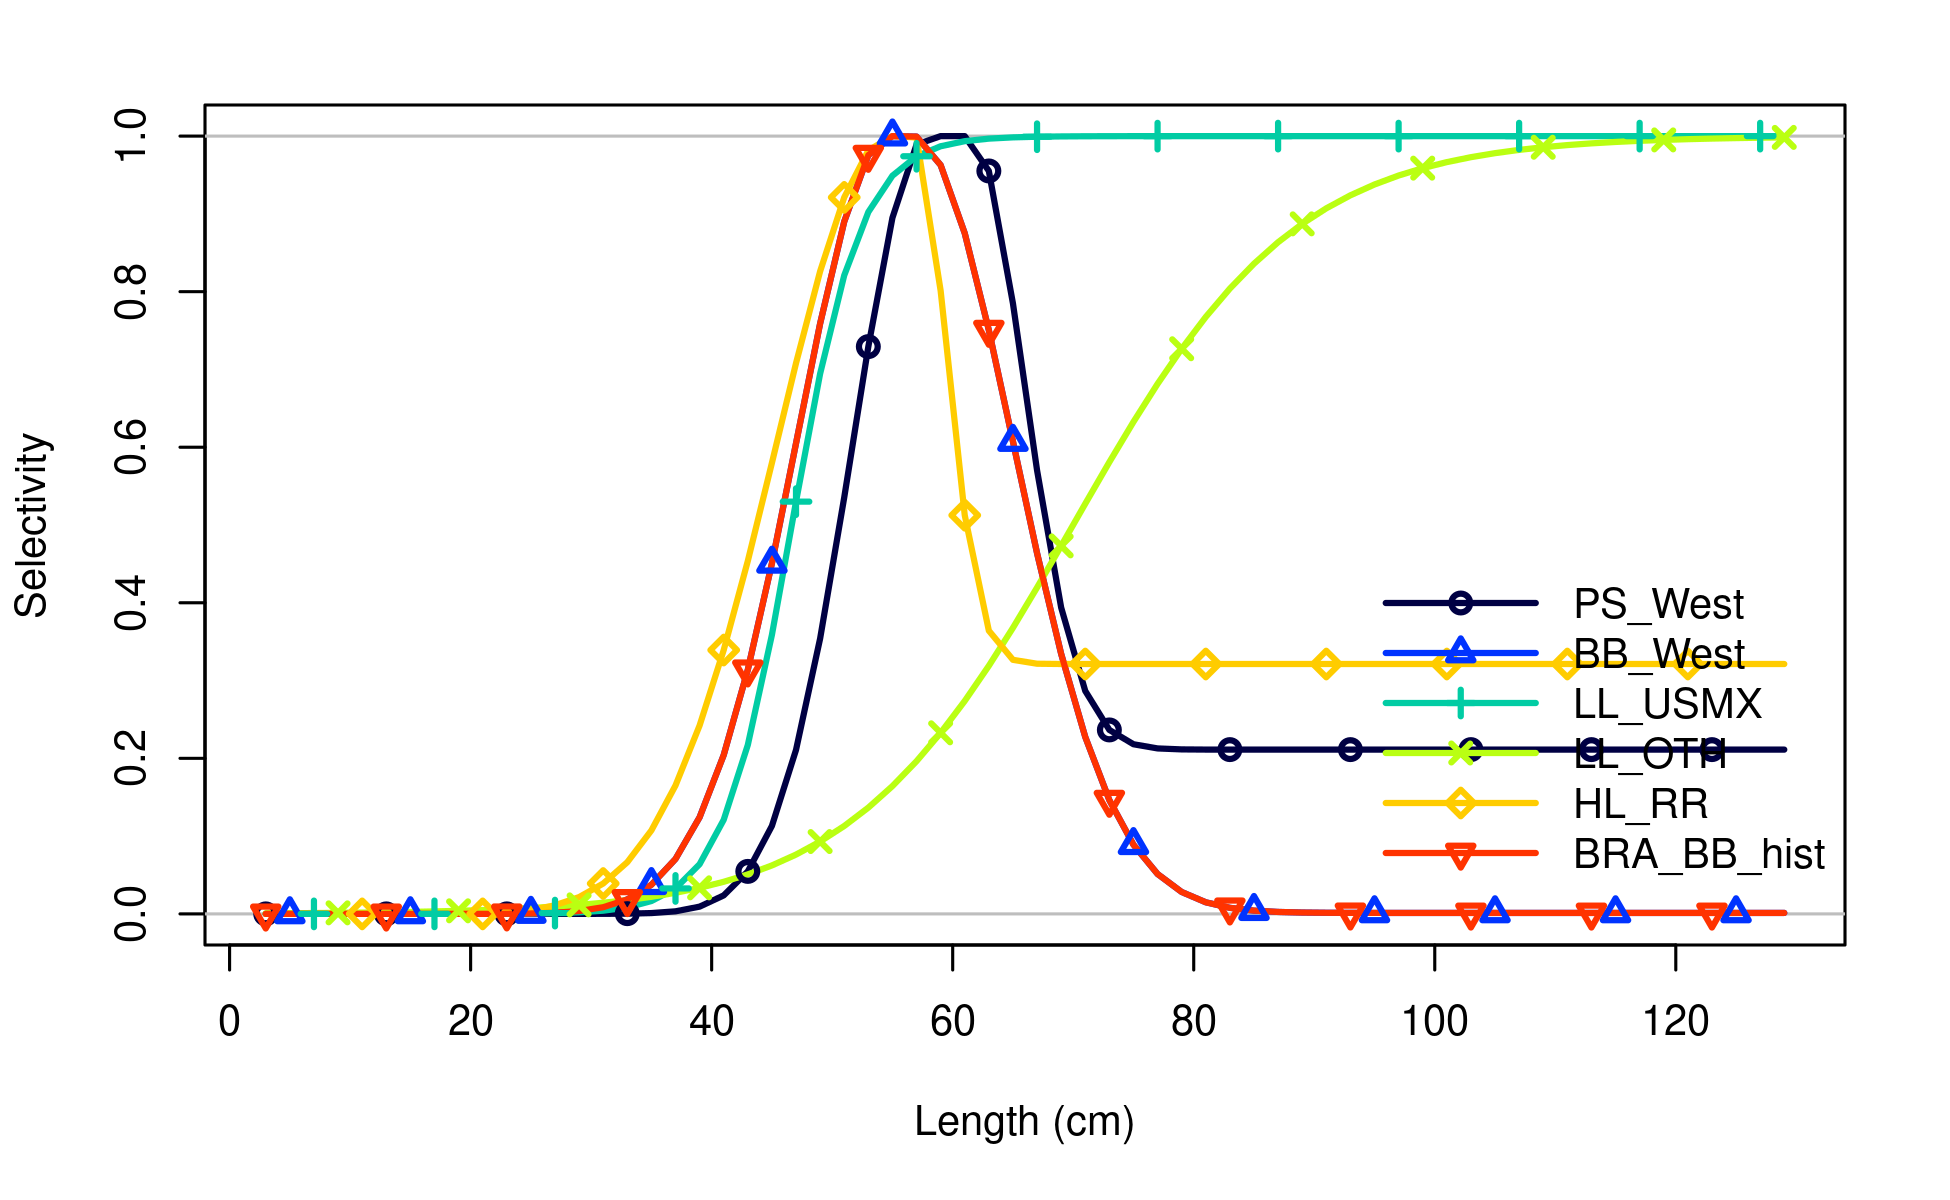 1.0
0.8
0.6
0.4
0.2
0.0
Selectivity
PS_West
BB_West
LL_USMX
LL_OTH
HL_RR
BRA_BB_hist
0 20 40 60 80 100 120
Length (cm)